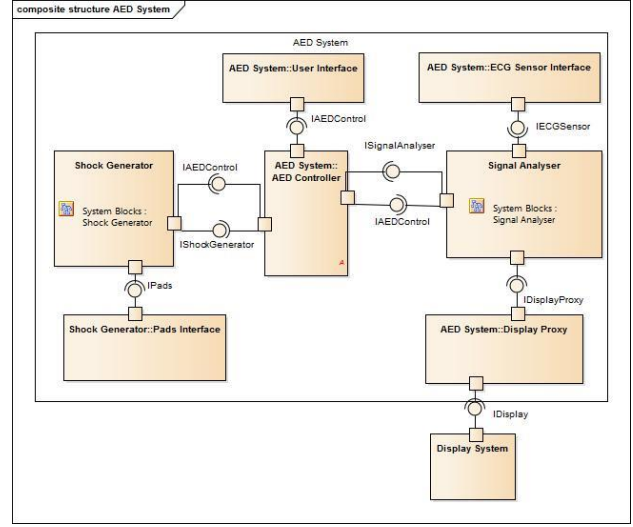 composite structure AED System
AED System
AED System::User Interface
AED System::ECG Sensor Interface
IAEDControl
IECGSensor
ISignalAnalyser
Shock Generator
IAEDControl
AED System::
AED Controller
Signal Analyser
System Blocks :
Shock Generator
System Blocks :
Signal Analyser
IAEDControl
IShockGenerator
A
IPads
IDisplayProxy
Shock Generator::Pads Interface
AED System::Display Proxy
IDisplay
Display System